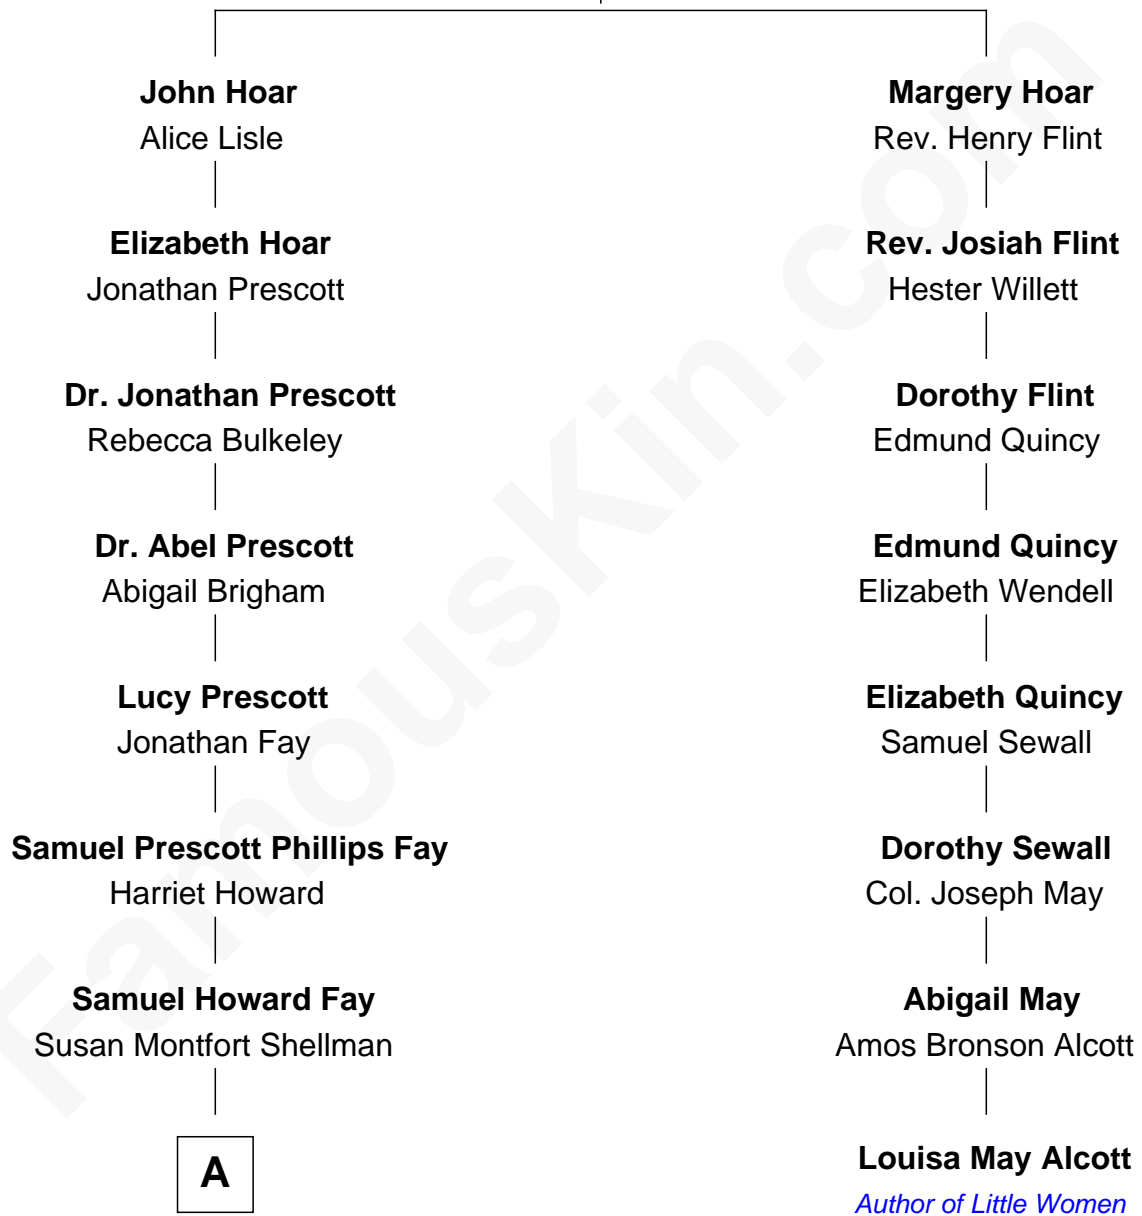 John Hoar
Alice Lisle
Elizabeth Hoar
Jonathan Prescott
Dr. Jonathan Prescott
Rebecca Bulkeley
Dr. Abel Prescott
Abigail Brigham
Lucy Prescott
Jonathan Fay
Samuel Prescott Phillips Fay
Harriet Howard
Samuel Howard Fay
Susan Montfort Shellman
A
Margery Hoar
Rev. Henry Flint
Rev. Josiah Flint
Hester Willett
Dorothy Flint
Edmund Quincy
Edmund Quincy
Elizabeth Wendell
Elizabeth Quincy
Samuel Sewall
Dorothy Sewall
Col. Joseph May
Abigail May
Amos Bronson Alcott
Louisa May Alcott
Author of Little Women
FamousKin.com